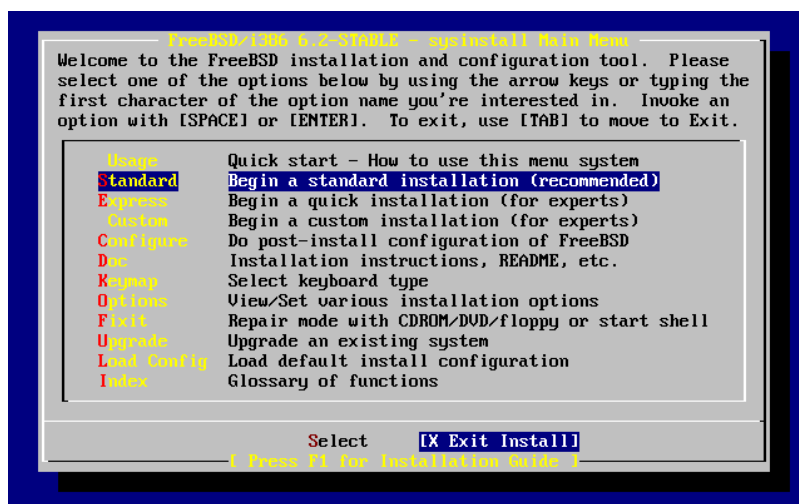 FreeBSD/i386 6.2-STABLE - sysinstall Main Menu
Welcome to the FreeBSD installation and configuration tool.  Please
select one of the options below by using the arrow keys or typing the
first character of the option name you're interested in.  Invoke an
option with [SPACE] or [ENTER].  To exit, use [TAB] to move to Exit.
Usage Quick start - How to use this menu system
Standard Begin a standard installation (recommended)
Express Begin a quick installation (for experts)
Custom Begin a custom installation (for experts)
Configure Do post-install configuration of FreeBSD
Doc Installation instructions, README, etc.
Keymap Select keyboard type
Options View/Set various installation options
Fixit Repair mode with CDROM/DVD/floppy or start shell
Upgrade Upgrade an existing system
Load Config Load default install configuration
Index Glossary of functions
Select [X Exit Install]
[ Press F1 for Installation Guide ]